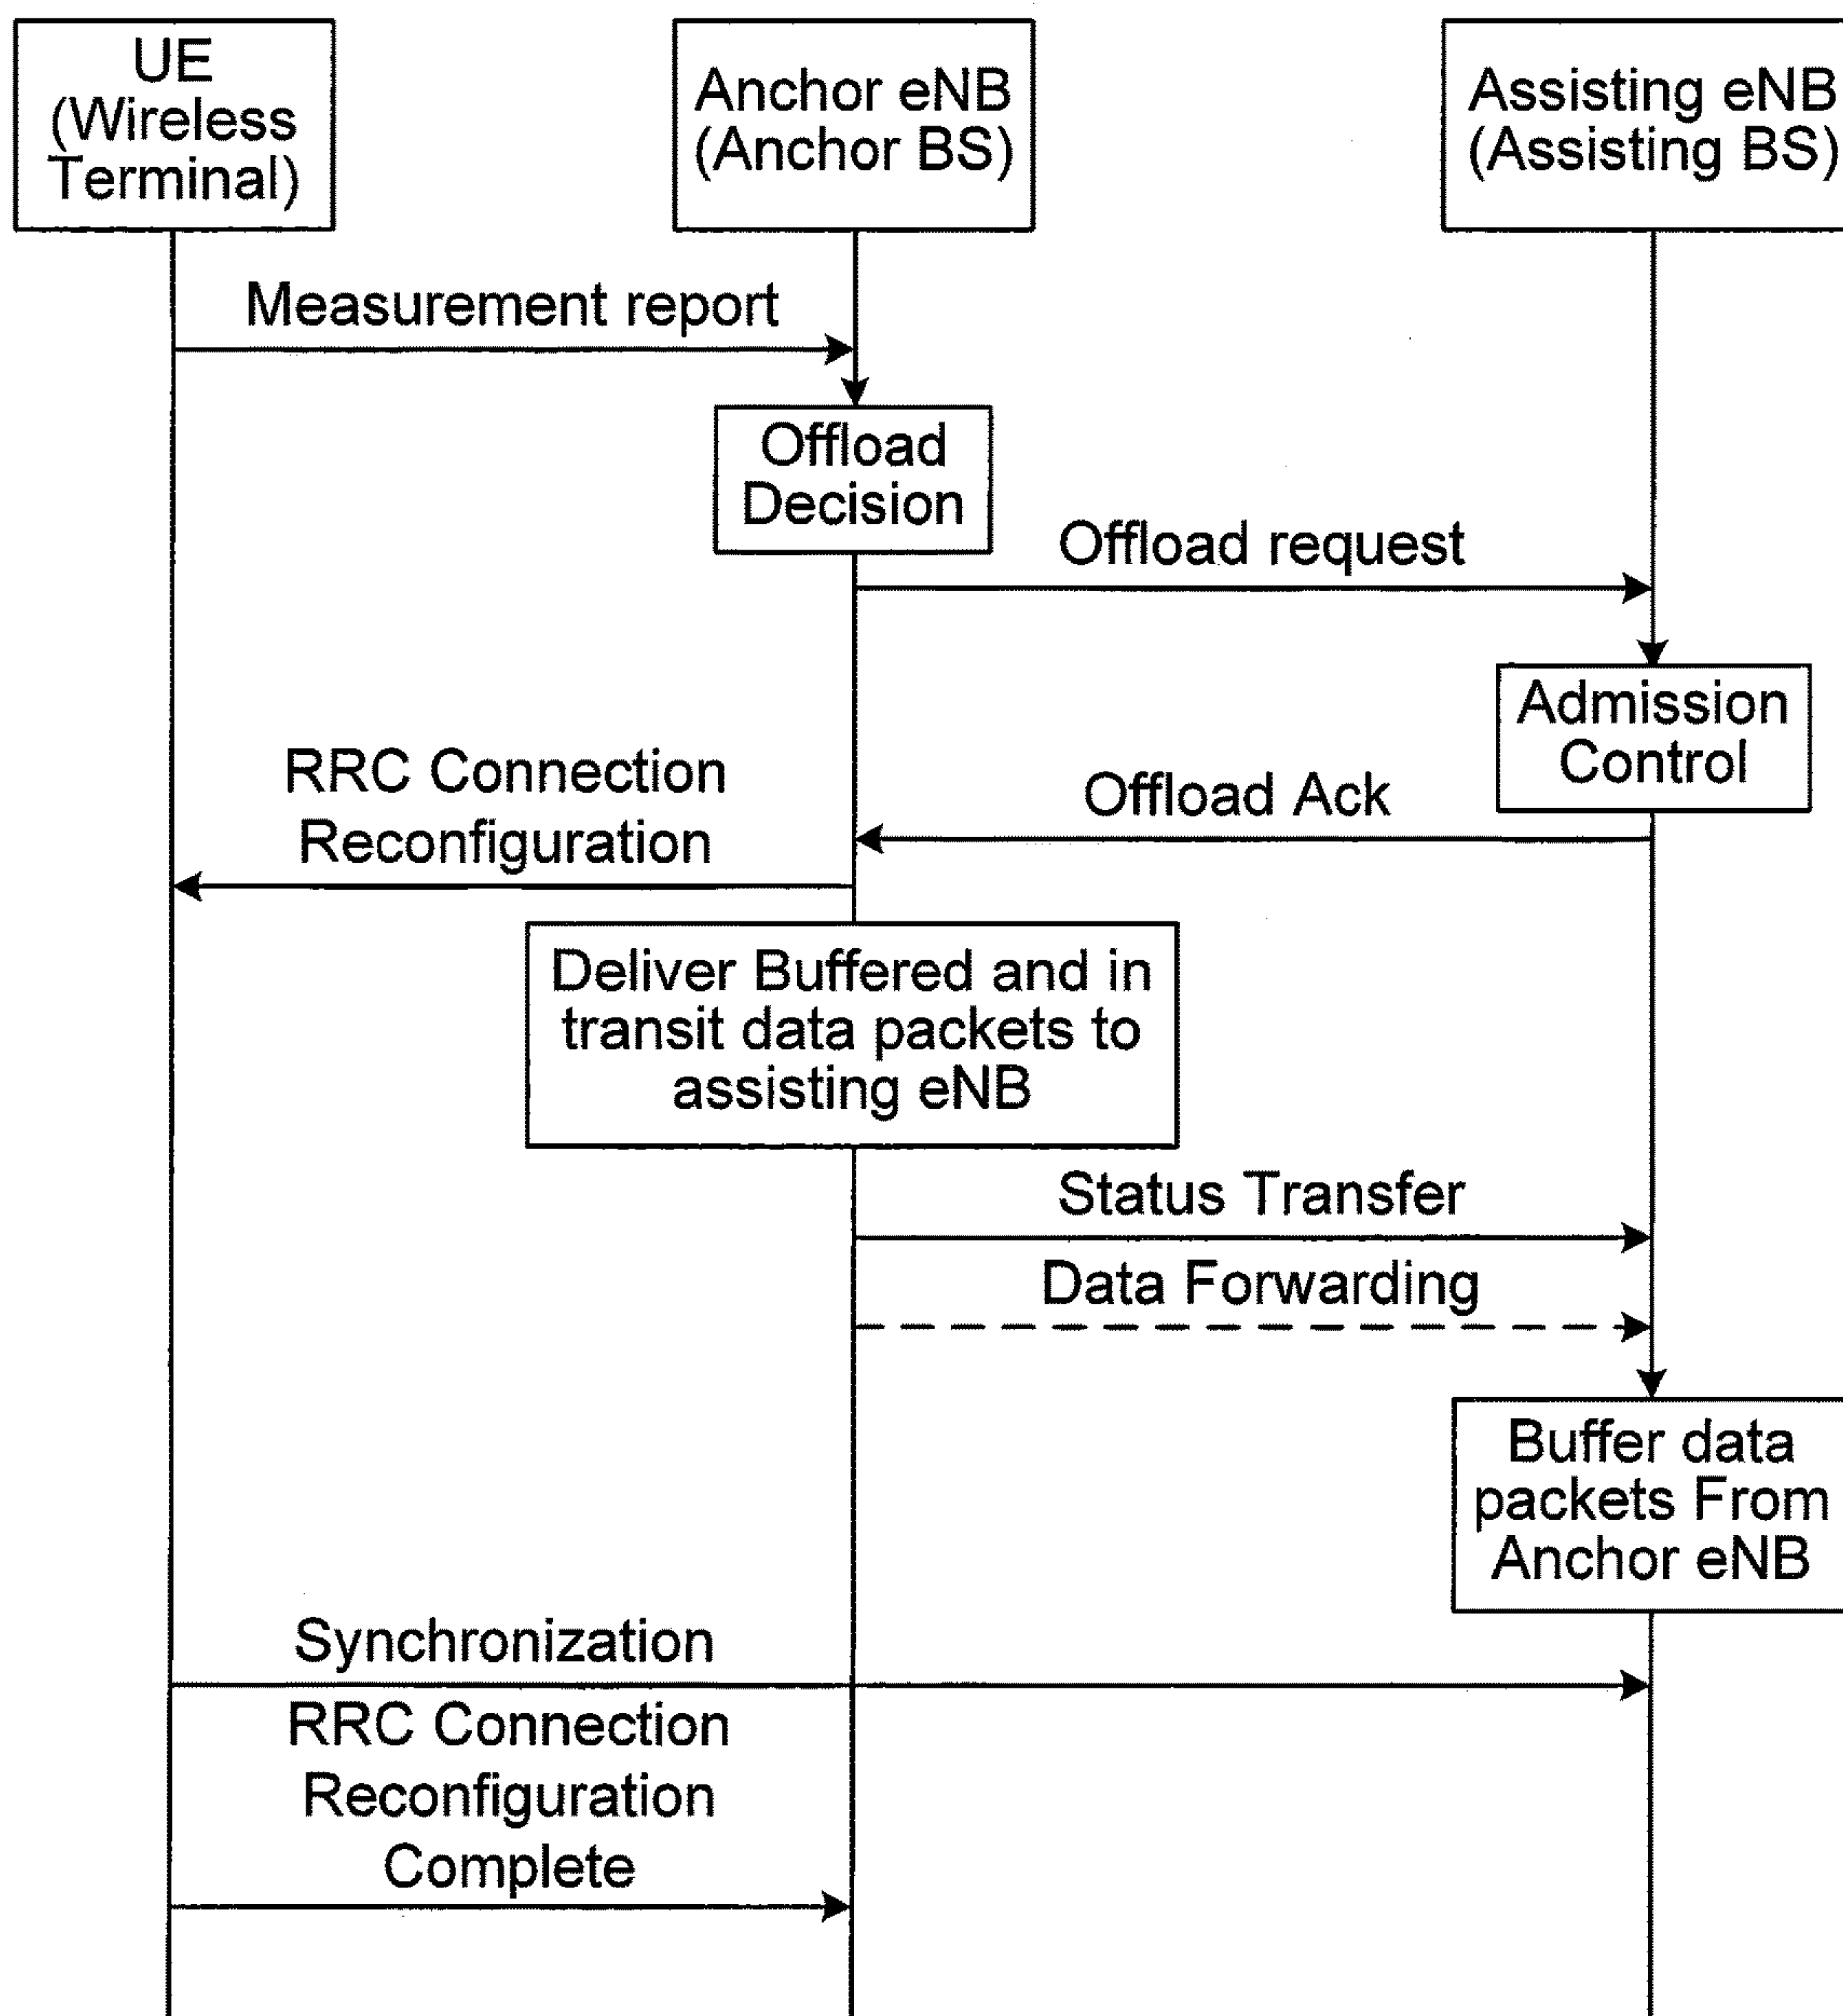 UE
(Wireless
Terminal)
Anchor eNB
(Anchor BS)
Assisting eNB
(Assisting BS)
Measurement report
Offload
Decision
Offload request
Admission
Control
RRC Connection
Reconfiguration
Offload Ack
Deliver Buffered and in
transit data packets to
assisting eNB
Status Transfer
Data Forwarding
Buffer data
packets From
Anchor eNB
Synchronization
RRC Connection
Reconfiguration
Complete